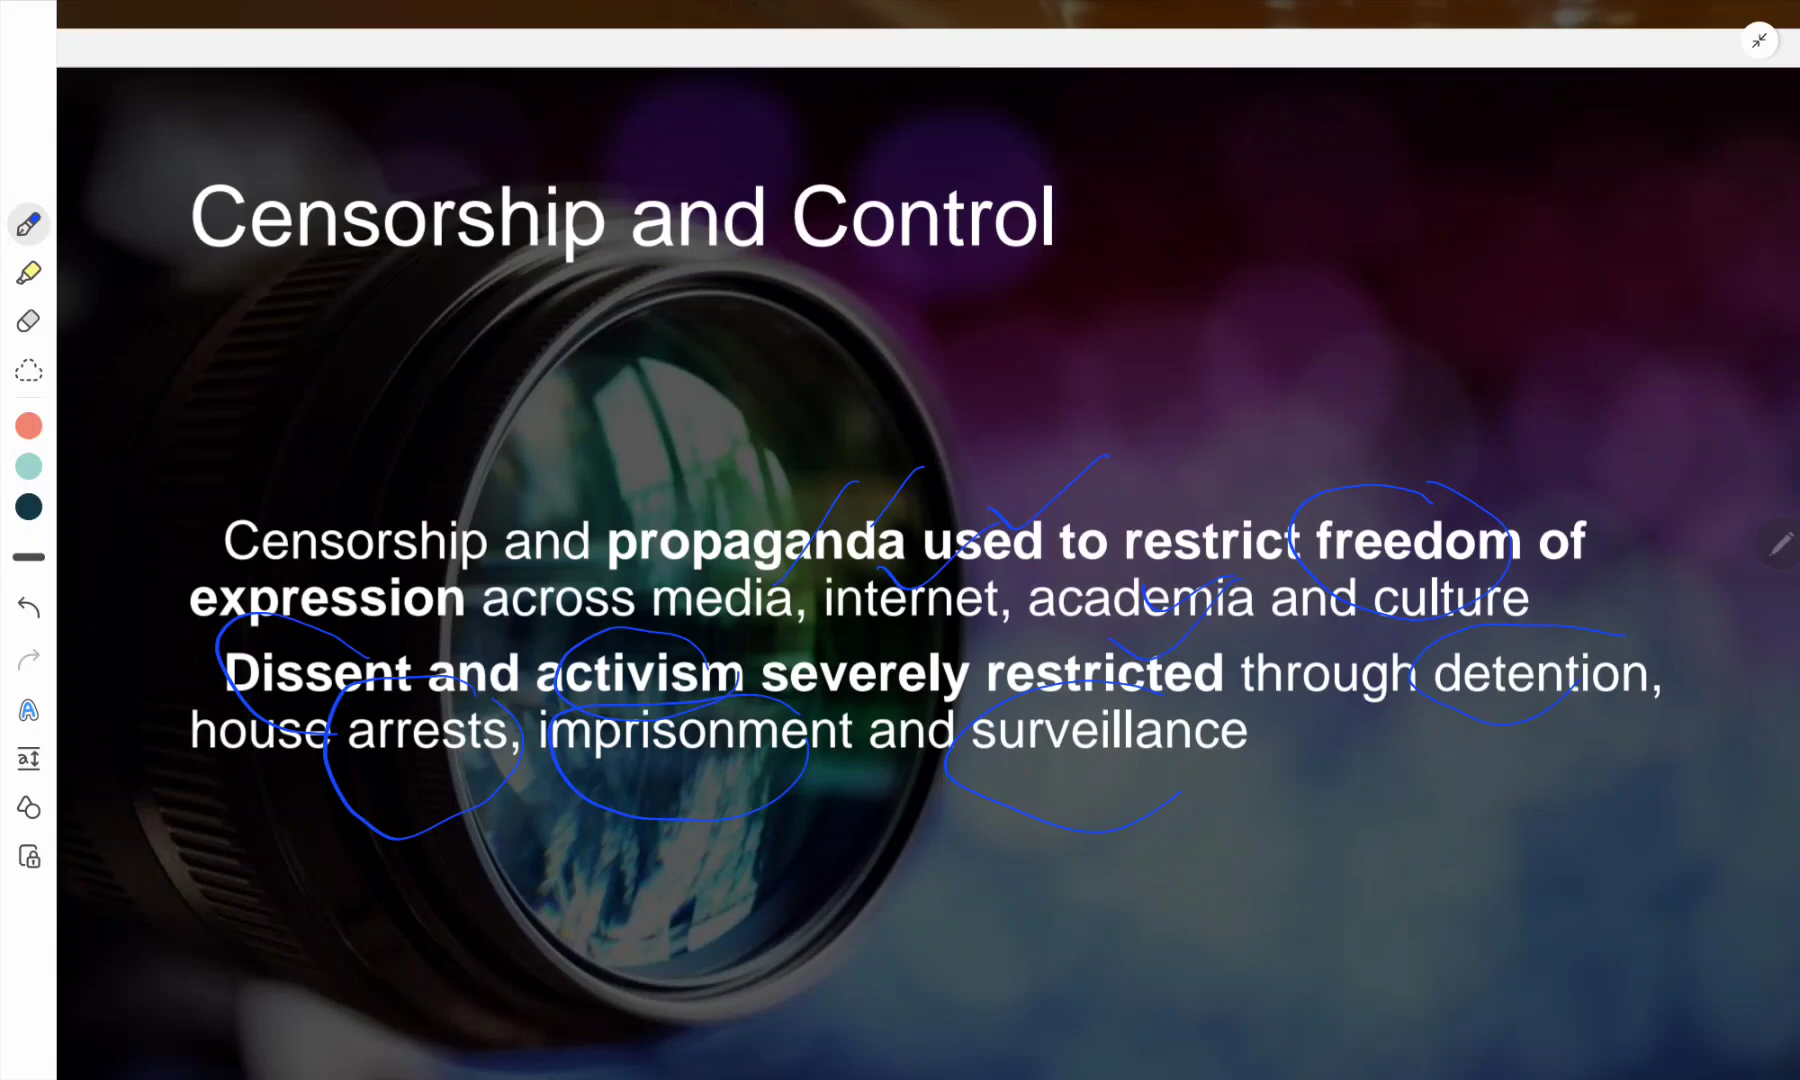 Censorship and Control
Censorship and propaganda used to restrict freedom of
expression across media, internet, academia and culture
Dissent and activism severely restricted through detention,
house arrests, imprisonment and surveillance